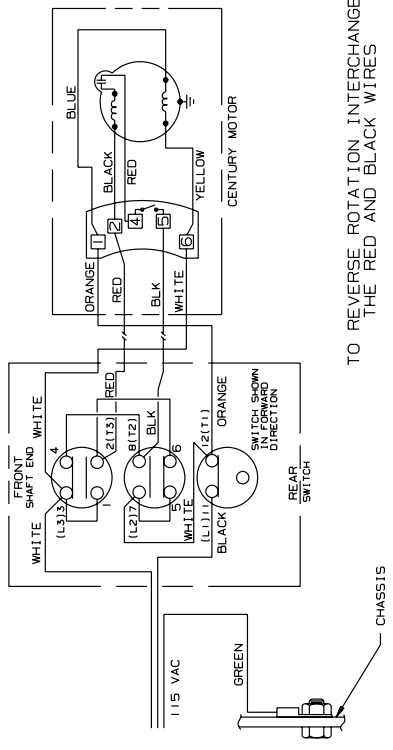 FRONT
SHAFT END
WHITE
WHITE
(L3)3
4
1
2(T3)
RED
(L2)7
8(T2)
5
6
BLK
WHITE
(L1)11
12(T1)
BLACK
ORANGE
SWITCH SHOWN
IN FORWARD
DIRECTION
REAR
SWITCH
115 VAC
GREEN
CHASSIS
ORANGE
RED
BLK
WHITE
1
2
4
5
6
BLUE
BLACK
RED
YELLOW
CENTURY MOTOR
TO REVERSE ROTATION INTERCHANGE
THE RED AND BLACK WIRES